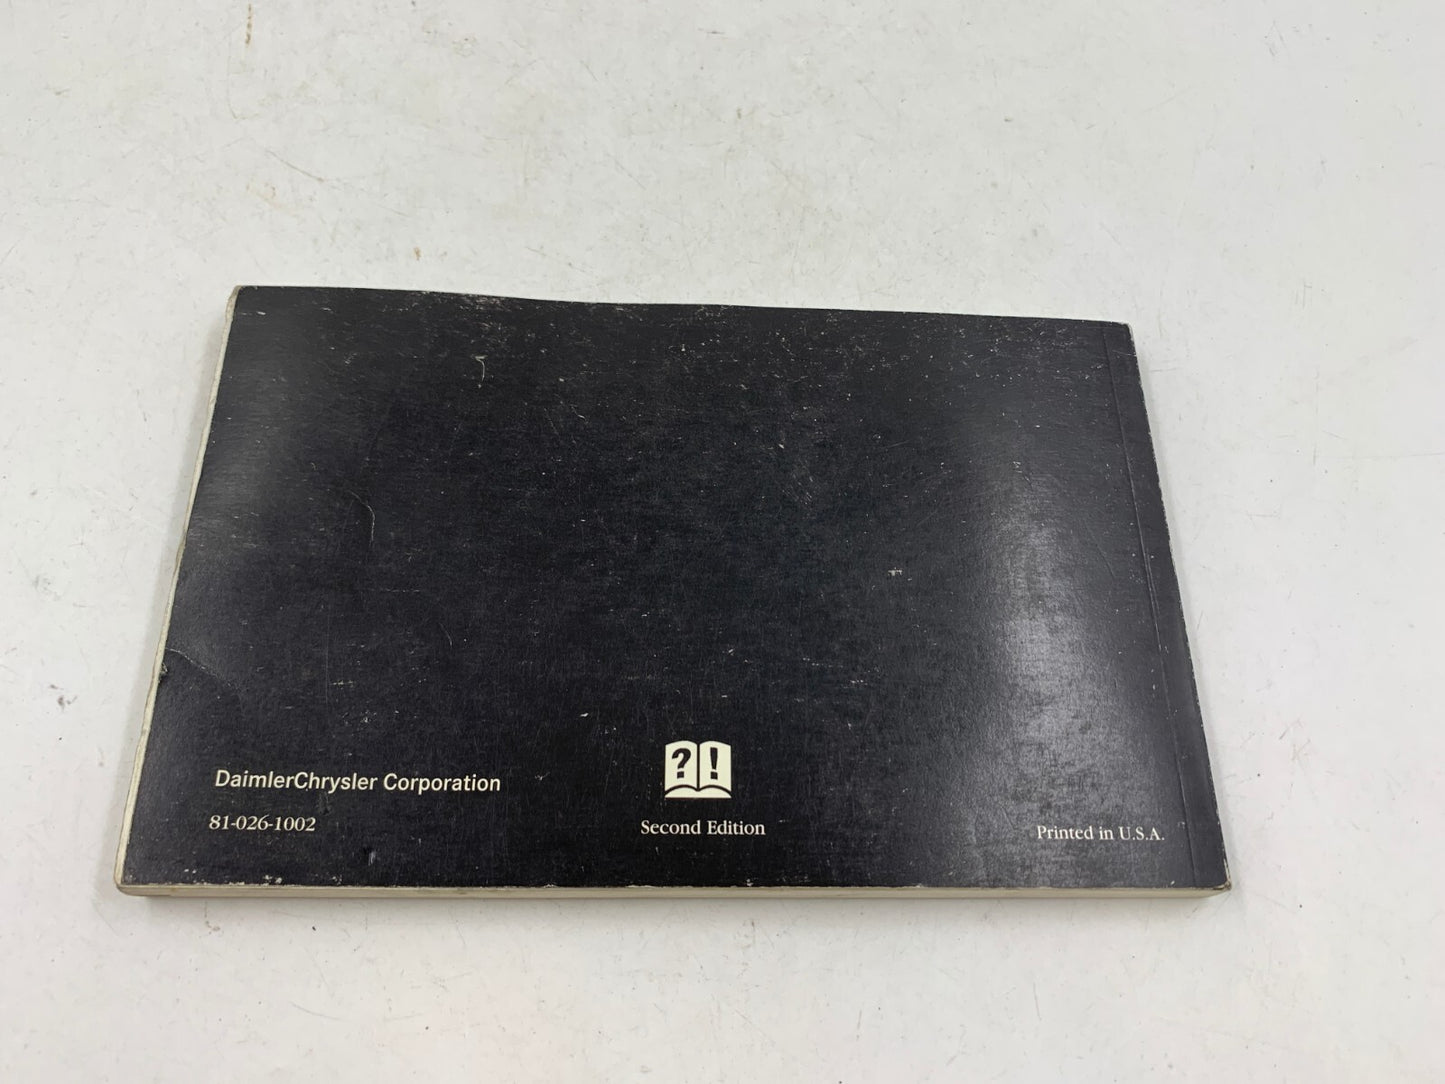 ?!
DaimlerChrysler Corporation
81-026-1002
Second Edition
Printed in U.S.A.